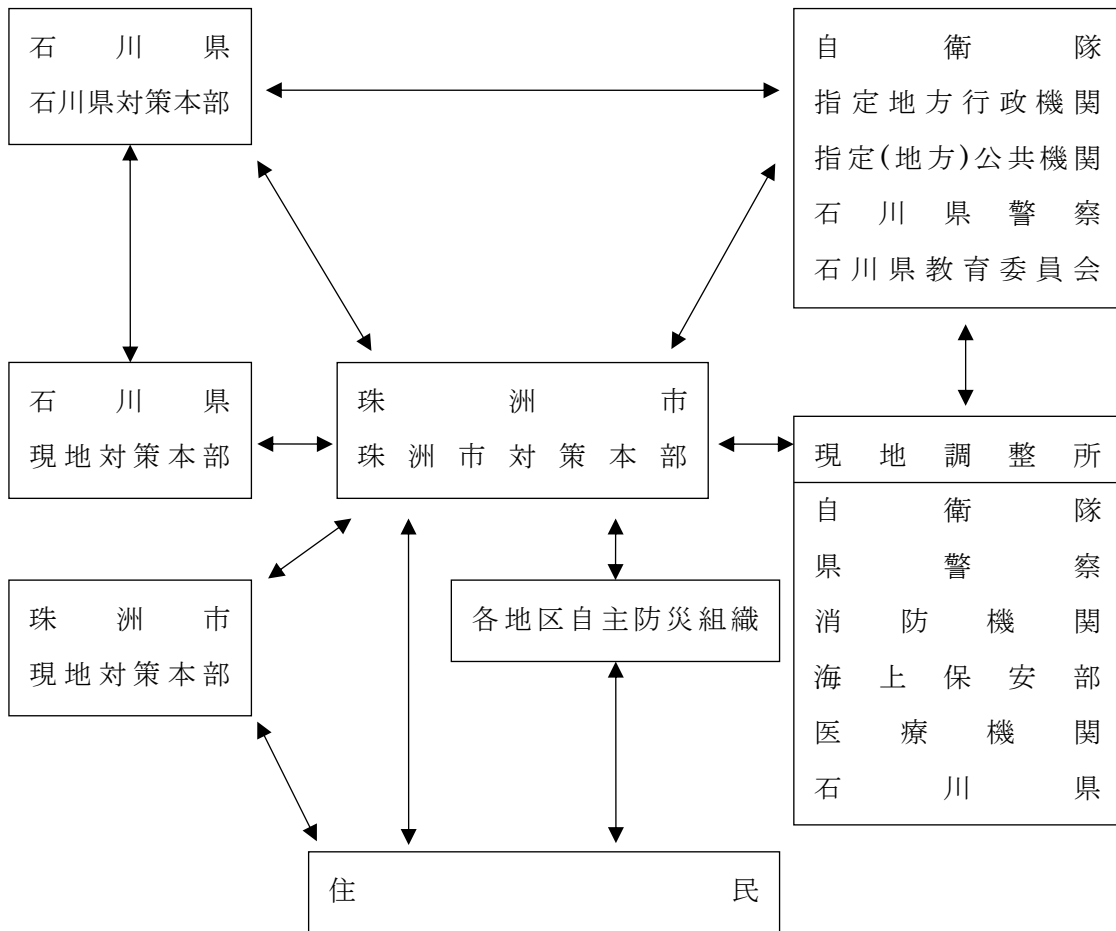 石川県
石川県対策本部
自衛隊
指定地方行政機関
指定(地方)公共機関
石川県警察
石川県教育委員会
石川県
現地対策本部
珠洲市
珠洲市対策本部
現地調整所
自衛隊
県警察
消防機関
海上保安部
医療機関
石川県
珠洲市
現地対策本部
各地区自主防災組織
住民